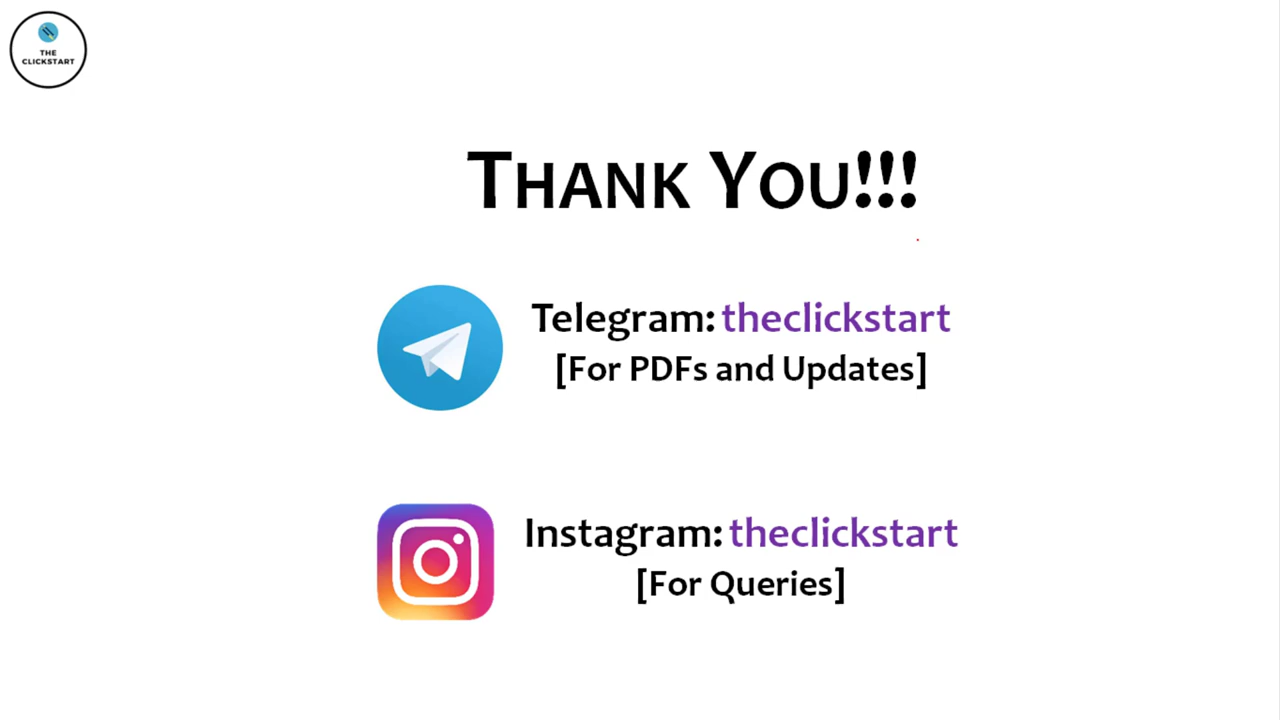 THE
CLICKSTART
THANK YOU!!!
Telegram: theclickstart
[For PDFs and Updates]
Instagram: theclickstart
[For Queries]